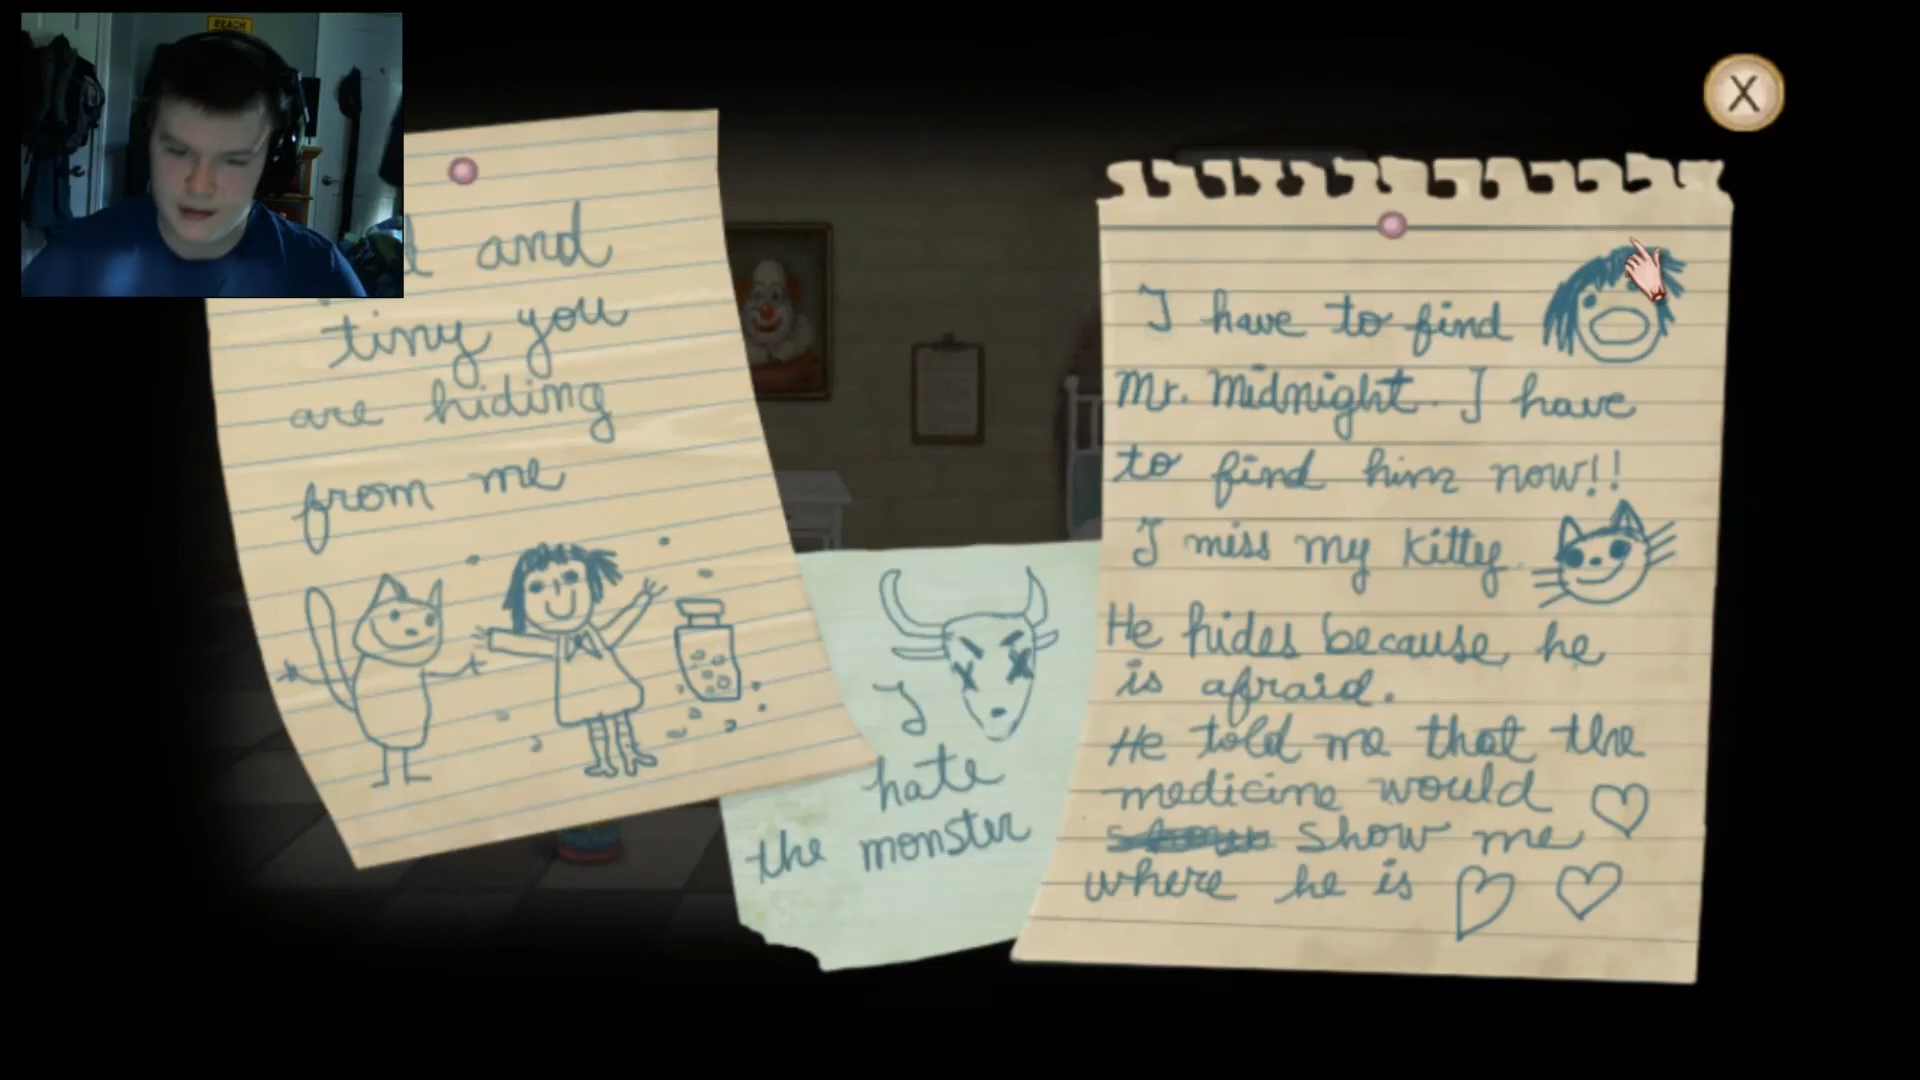 BEACH
X
and
tiny you
are hiding
from me
I
hate
the monster
I have to find
Mr. Midnight. I have
to find him now!!
I miss my kitty.
He hides because he
is afraid.
He told me that the
medicine would
show me
where he is